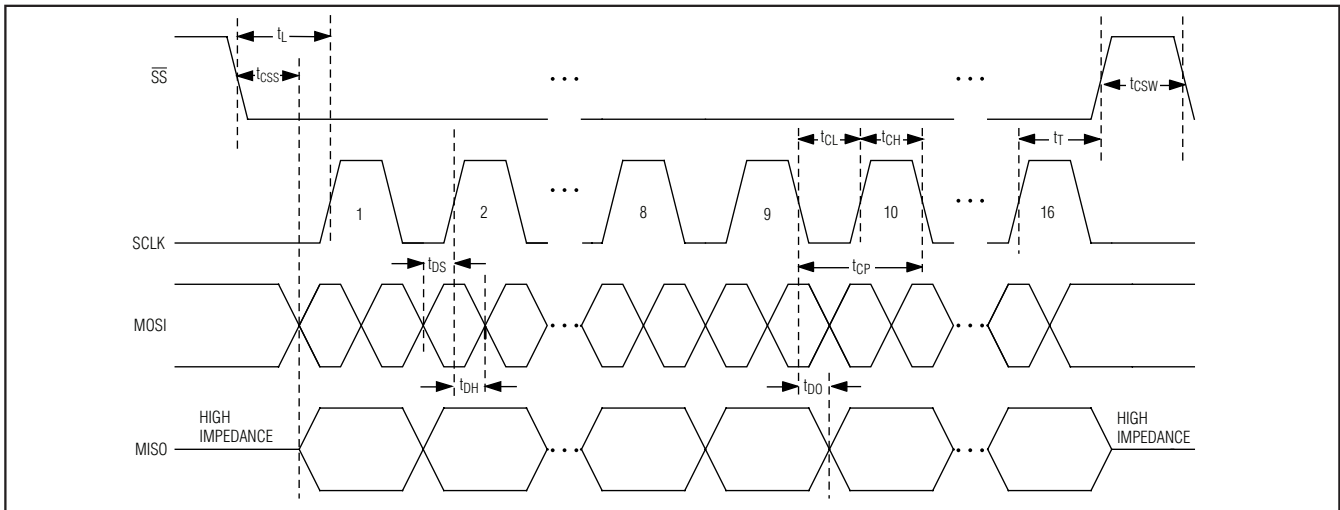 tL
tCSS
SS
tCSW
tCL
tCH
tT
1
2
8
9
10
16
SCLK
tDS
tCP
MOSI
tDH
tDO
HIGH
IMPEDANCE
MISO
HIGH
IMPEDANCE